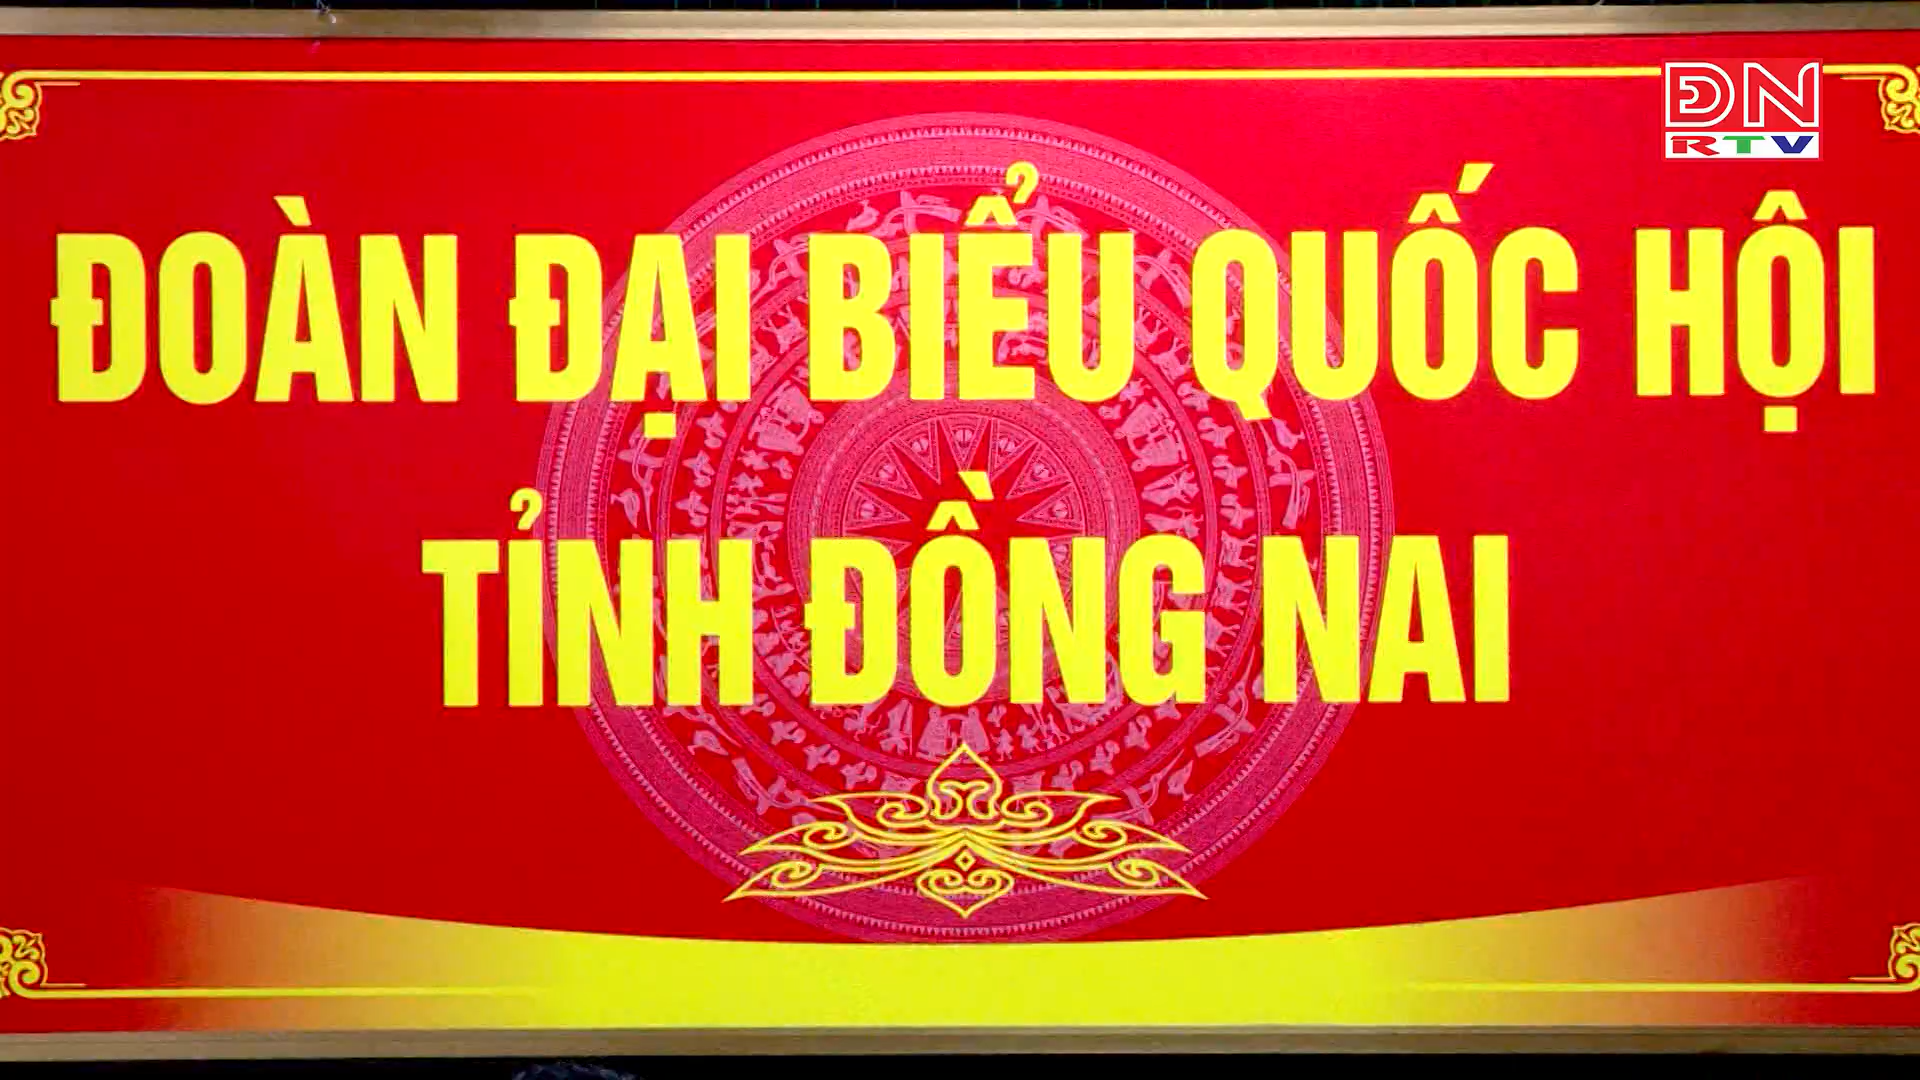 ĐN
RTV
ĐOÀN ĐẠI BIỂU QUỐC HỘI
TỈNH ĐỒNG NAI